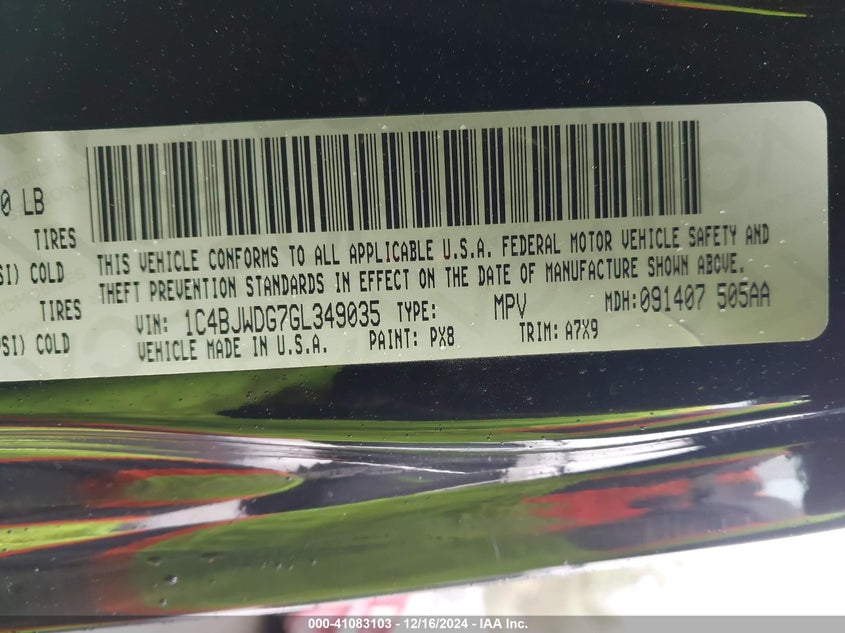 0 LB
TIRES
SI) COLD
TIRES
PSI) COLD
THIS VEHICLE CONFORMS TO ALL APPLICABLE U.S.A. FEDERAL MOTOR VEHICLE SAFETY AND
THEFT PREVENTION STANDARDS IN EFFECT ON THE DATE OF MANUFACTURE SHOWN ABOVE.
VIN: 1C4BJWDG7GL349035 TYPE: MPV MDH: 091407 505AA
VEHICLE MADE IN U.S.A. PAINT: PX8 TRIM: A7X9
000-41083103 - 12/16/2024 - IAA Inc.